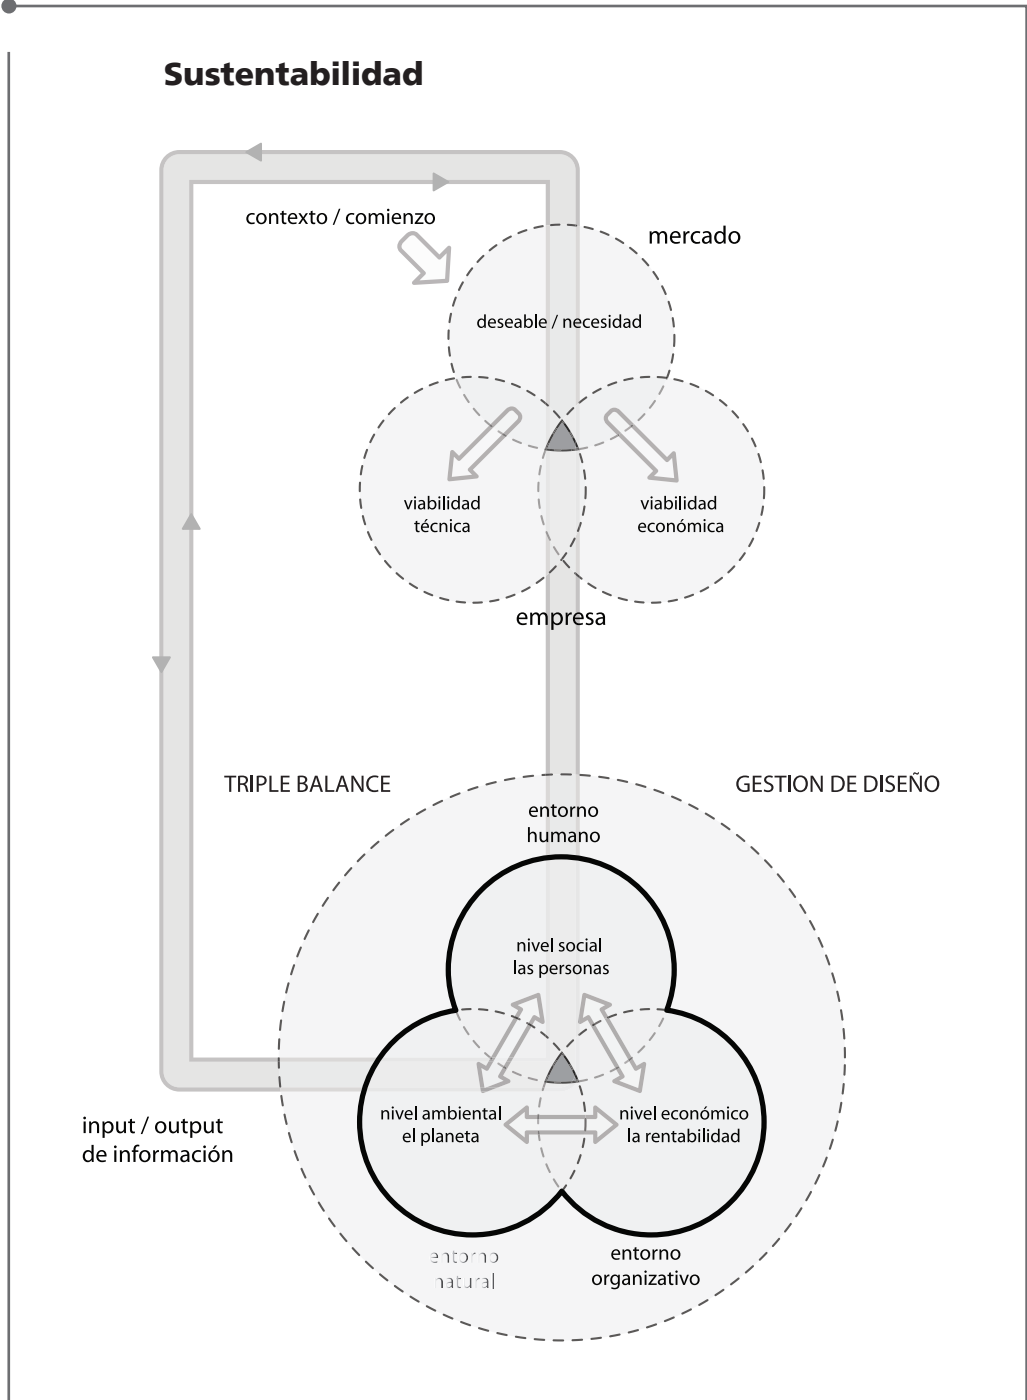 Sustentabilidad
contexto / comienzo
mercado
deseable / necesidad
viabilidad
técnica
viabilidad
económica
empresa
TRIPLE BALANCE
GESTION DE DISEÑO
entorno
humano
nivel social
las personas
nivel ambiental
el planeta
nivel económico
la rentabilidad
input / output
de información
entorno
natural
entorno
organizativo